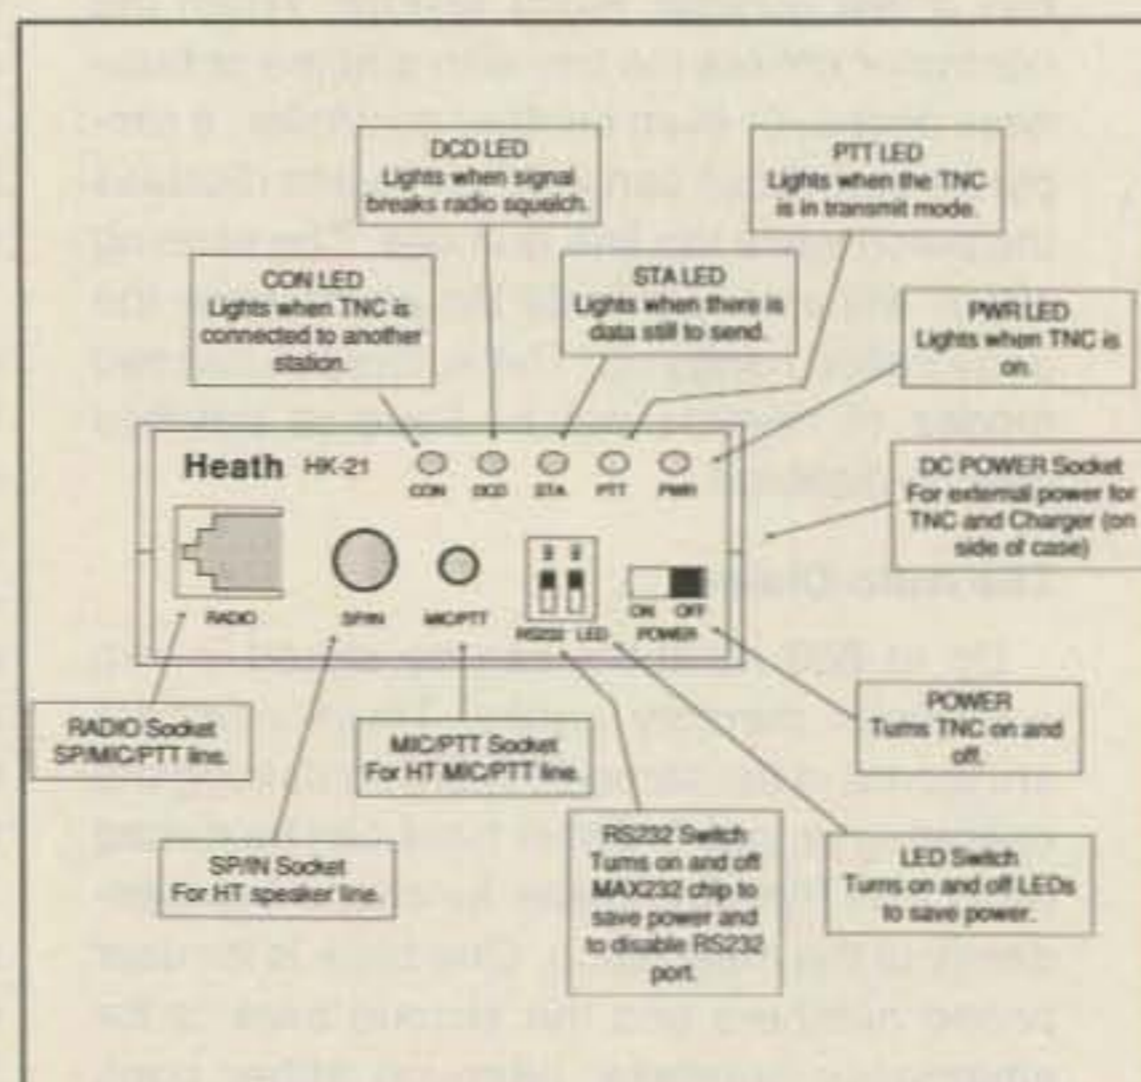 DCD LED
Lights when signal
breaks radio squelch.
PTT LED
Lights when the TNC
is in transmit mode.
CON LED
Lights when TNC is
connected to another
station.
STA LED
Lights when there is
data still to send.
PWR LED
Lights when TNC is
on.
Heath HK-21
CON DCD STA PTT PWR
DC POWER Socket
For external power for
TNC and Charger (on
side of case)
RADIO SP/IN MIC/PTT
ON OFF
RS232 LED POWER
RADIO Socket
SP/MIC/PTT line.
MIC/PTT Socket
For HT MIC/PTT line.
POWER
Turns TNC on and
off.
SP/IN Socket
For HT speaker line.
RS232 Switch
Turns on and off
MAX232 chip to
save power and
to disable RS232
port.
LED Switch
Turns on and off LEDs
to save power.